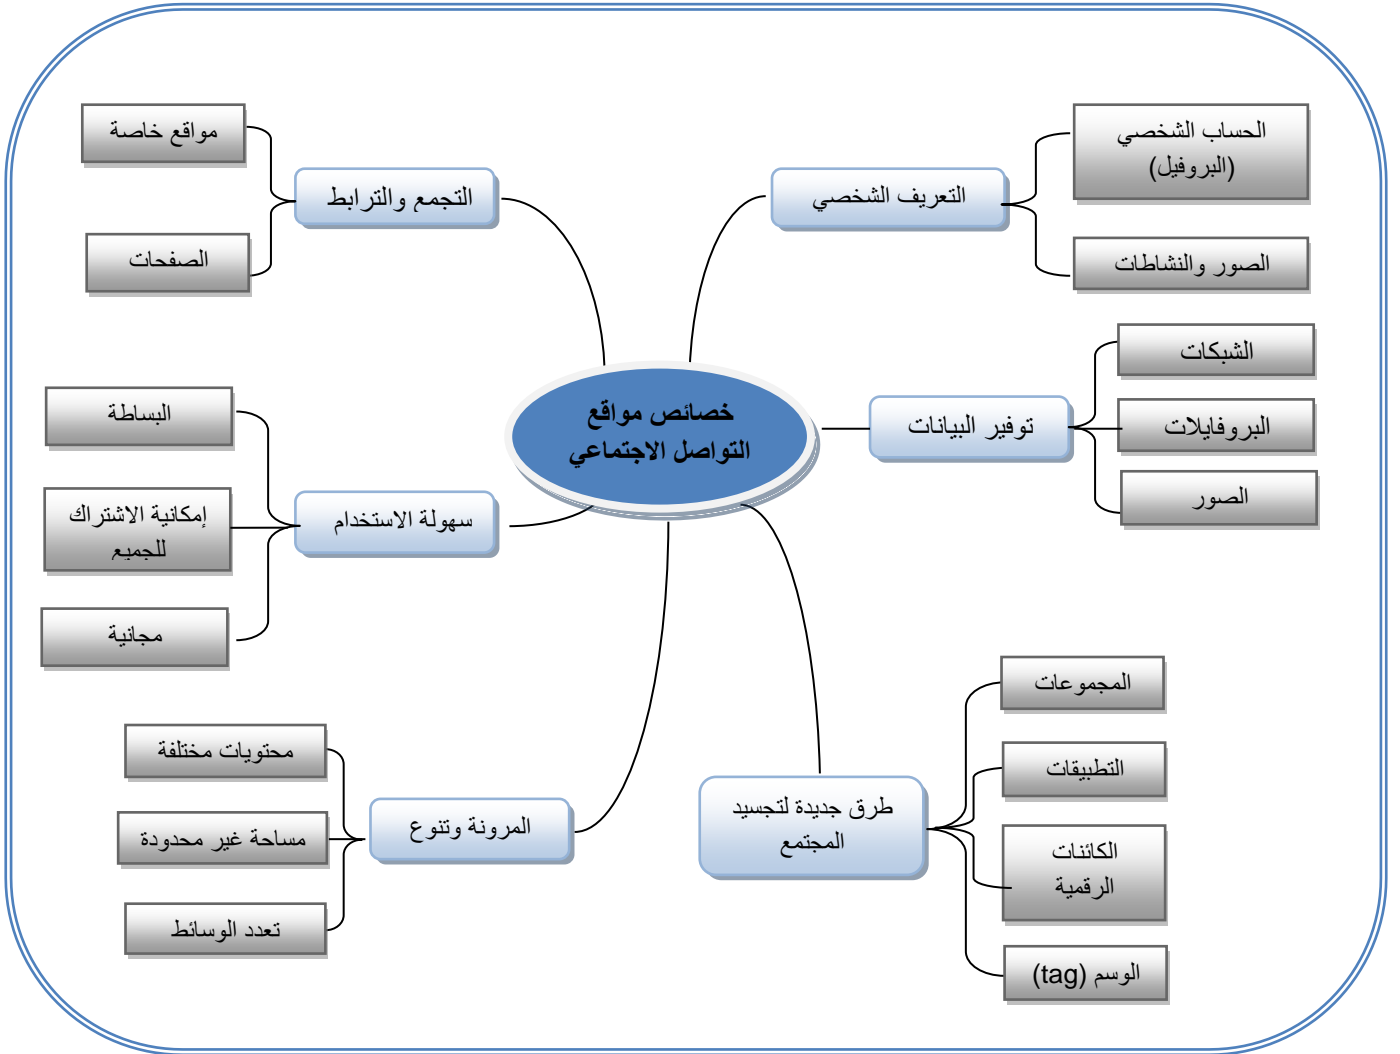 خصائص مواقع
التواصل الاجتماعي
التعريف الشخصي
الحساب الشخصي
(البروفيل)
الصور والنشاطات
توفير البيانات
الشبكات
البروفايلات
الصور
طرق جديدة لتجسيد
المجتمع
المجموعات
التطبيقات
الكائنات
الرقمية
الوسم (tag)
التجمع والترابط
مواقع خاصة
الصفحات
سهولة الاستخدام
البساطة
إمكانية الاشتراك
للجميع
مجانية
المرونة وتنوع
محتويات مختلفة
مساحة غير محدودة
تعدد الوسائط